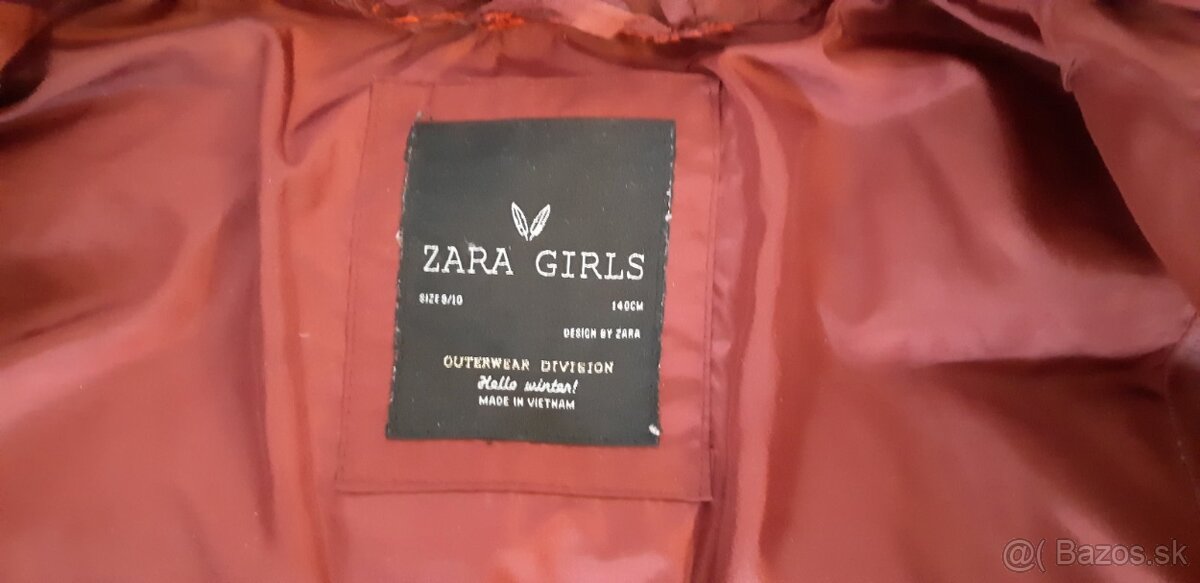 ZARA GIRLS
SIZE 9/10 140CM
DESIGN BY ZARA
OUTERWEAR DIVISION
Hello winter!
MADE IN VIETNAM
@( Bazos.sk